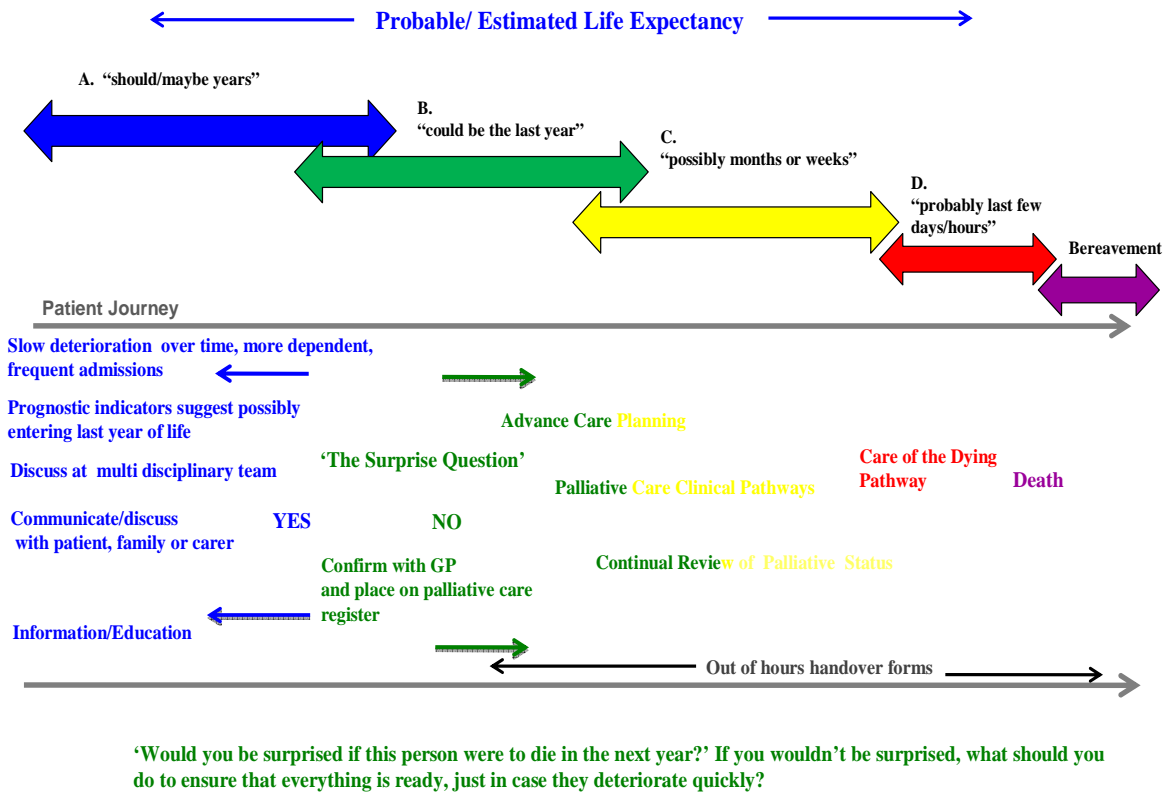 Probable/ Estimated Life Expectancy
A. “should/maybe years”
B.
“could be the last year”
C.
“possibly months or weeks”
D.
“probably last few
days/hours”
Bereavement
Patient Journey
Slow deterioration over time, more dependent,
frequent admissions
Prognostic indicators suggest possibly
entering last year of life
Advance Care Planning
Discuss at multi disciplinary team
‘The Surprise Question’
Palliative Care Clinical Pathways
Care of the Dying
Pathway
Death
Communicate/discuss
with patient, family or carer
YES
NO
Confirm with GP
and place on palliative care
register
Continual Review of Palliative Status
Information/Education
Out of hours handover forms
‘Would you be surprised if this person were to die in the next year?’ If you wouldn’t be surprised, what should you
do to ensure that everything is ready, just in case they deteriorate quickly?